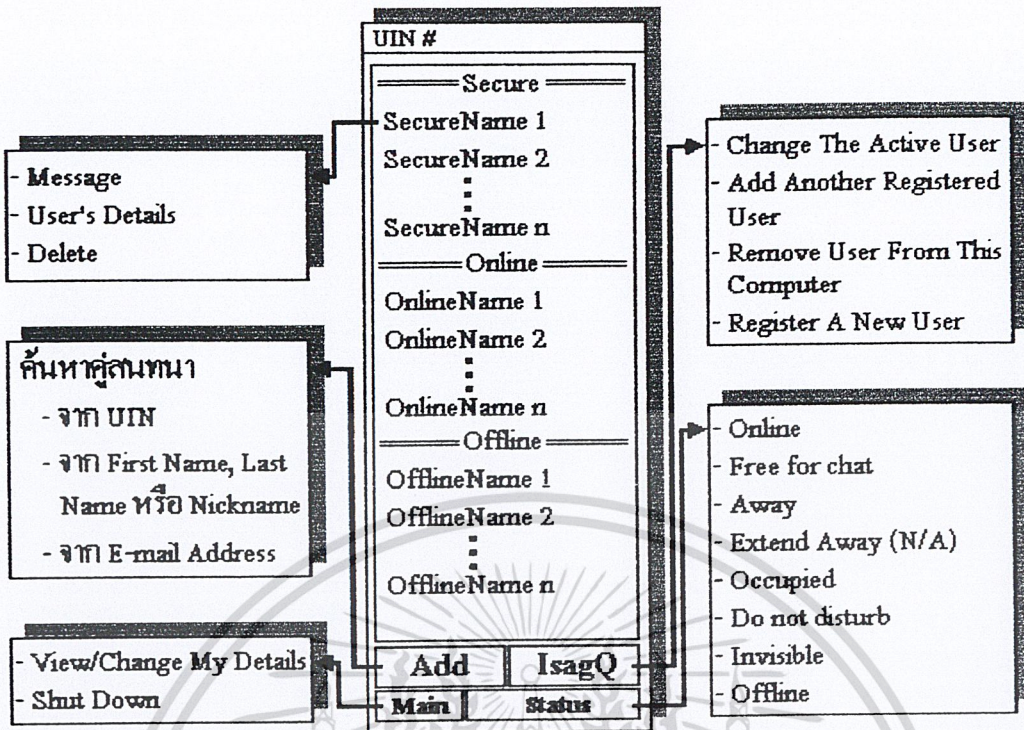 UIN #
Secure
SecureName 1
SecureName 2
SecureName n
Online
OnlineName 1
OnlineName 2
OnlineName n
Offline
OfflineName 1
OfflineName 2
OfflineName n
Add
IsagQ
Main
Status
- Message
- User's Details
- Delete
ค้นหาคู่สนทนา
- จาก UIN
- จาก First Name, Last
Name หรือ Nickname
- จาก E-mail Address
- View/Change My Details
- Shut Down
- Change The Active User
- Add Another Registered
User
- Remove User From This
Computer
- Register A New User
- Online
- Free for chat
- Away
- Extend Away (N/A)
- Occupied
- Do not disturb
- Invisible
- Offline